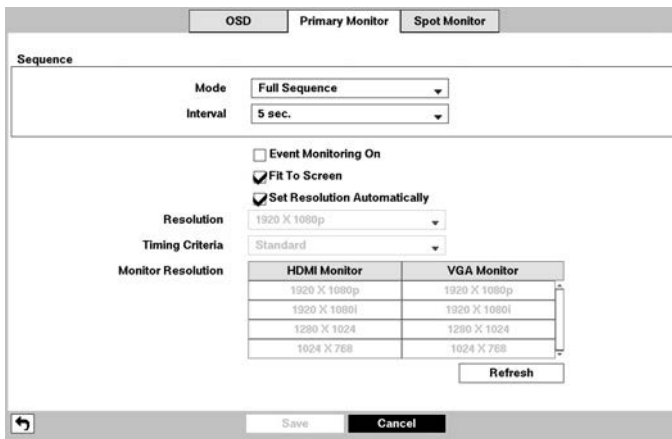 OSD Primary Monitor Spot Monitor
Sequence
Mode Full Sequence
Interval 5 sec.
Event Monitoring On
Fit To Screen
Set Resolution Automatically
Resolution 1920 X 1080p
Timing Criteria Standard
Monitor Resolution HDMI Monitor VGA Monitor
1920 X 1080p 1920 X 1080p
1920 X 1080i 1920 X 1080i
1280 X 1024 1280 X 1024
1024 X 768 1024 X 768
Refresh
Save Cancel